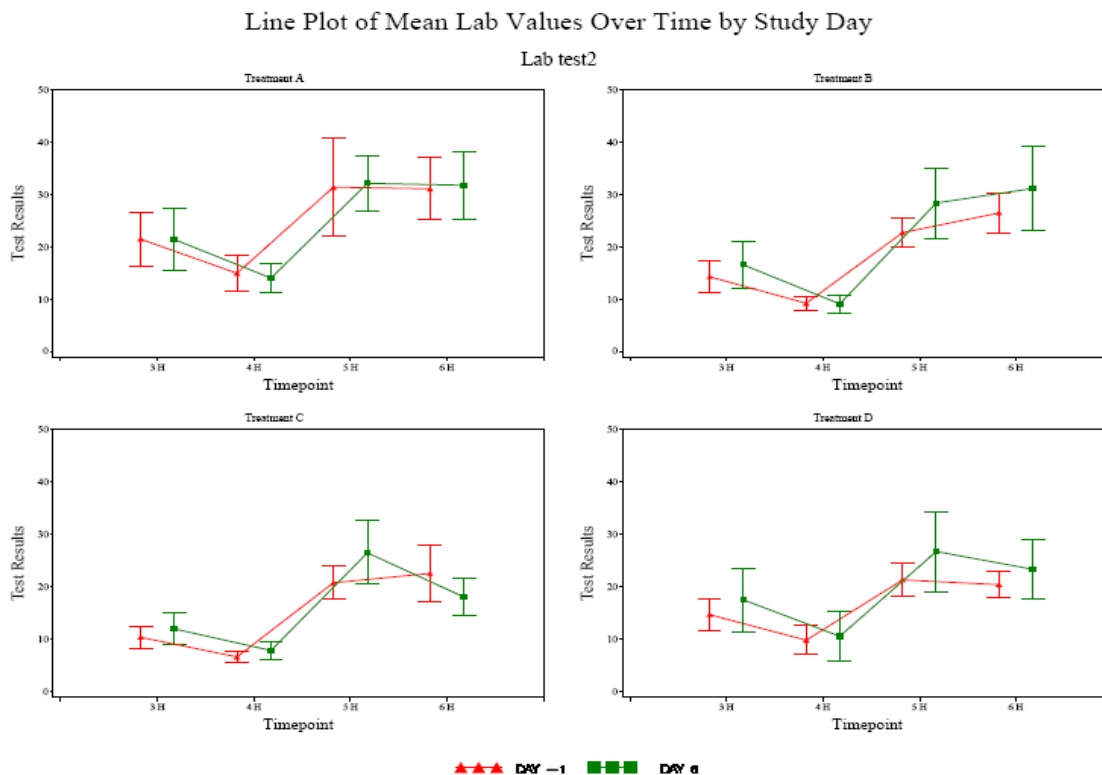 Line Plot of Mean Lab Values Over Time by Study Day
Lab test2
Treatment A
50
40
30
20
10
0
Test Results
3 H 4 H 5 H 6 H
Timepoint
Treatment B
50
40
30
20
10
0
Test Results
3 H 4 H 5 H 6 H
Timepoint
Treatment C
50
40
30
20
10
0
Test Results
3 H 4 H 5 H 6 H
Timepoint
Treatment D
50
40
30
20
10
0
Test Results
3 H 4 H 5 H 6 H
Timepoint
DAY −1 DAY 6